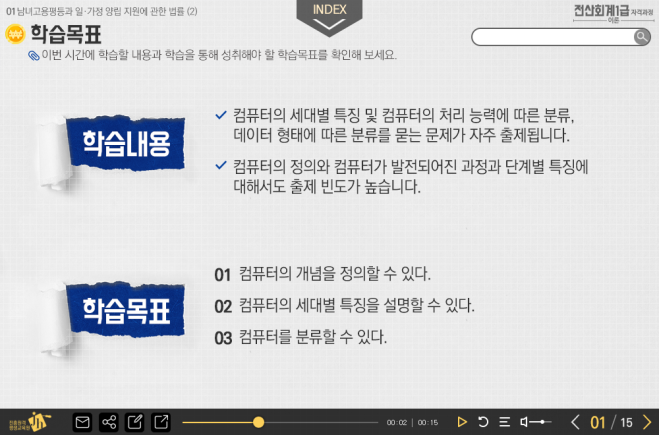 01 남녀고용평등과 일·가정 양립 지원에 관한 법률 (2)
INDEX
전산회계1급 자격과정
이론
학습목표
이번 시간에 학습할 내용과 학습을 통해 성취해야 할 학습목표를 확인해 보세요.
학습내용
컴퓨터의 세대별 특징 및 컴퓨터의 처리 능력에 따른 분류,
데이터 형태에 따른 분류를 묻는 문제가 자주 출제됩니다.
컴퓨터의 정의와 컴퓨터가 발전되어진 과정과 단계별 특징에
대해서도 출제 빈도가 높습니다.
학습목표
01 컴퓨터의 개념을 정의할 수 있다.
02 컴퓨터의 세대별 특징을 설명할 수 있다.
03 컴퓨터를 분류할 수 있다.
00:02 | 00:15
01 / 15